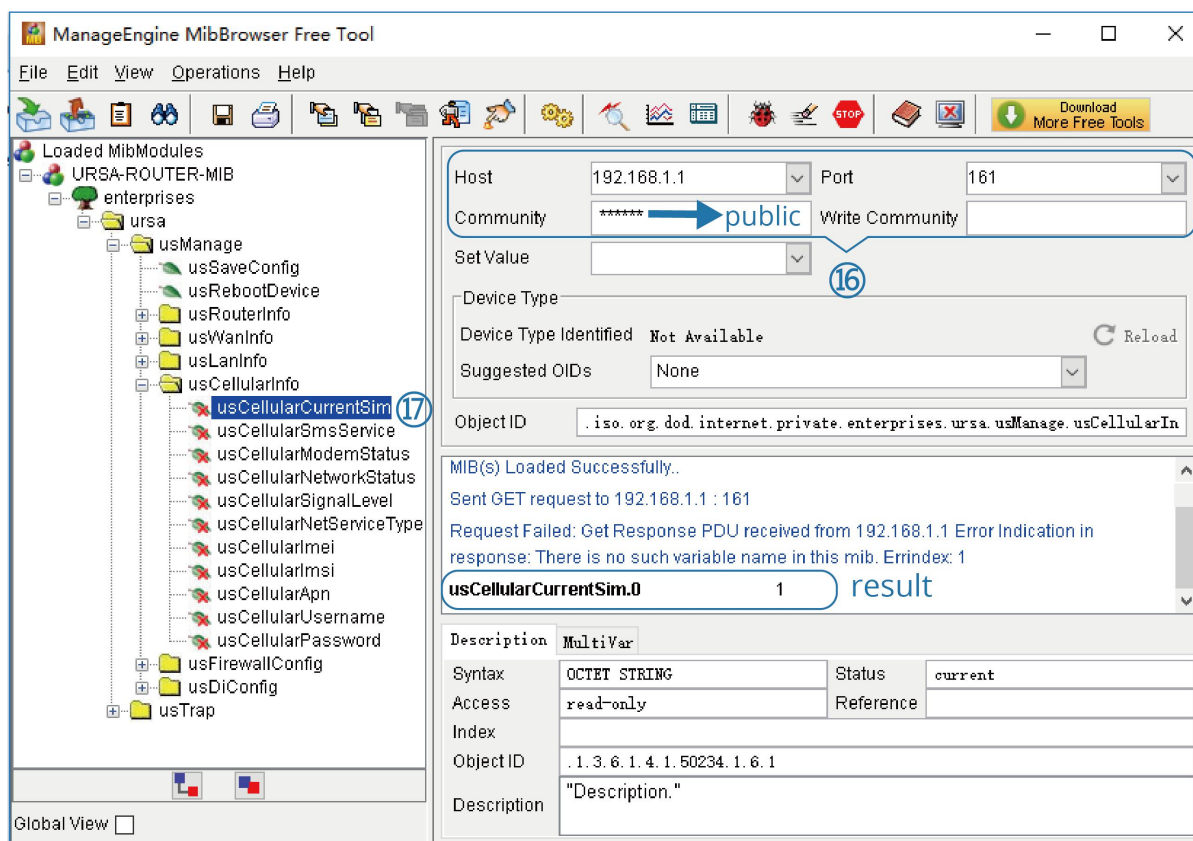 ManageEngine MibBrowser Free Tool
File Edit View Operations Help
STOP
Download
More Free Tools
Loaded MibModules
URSA-ROUTER-MIB
enterprises
ursa
usManage
usSaveConfig
usRebootDevice
usRouterInfo
usWanInfo
usLanInfo
usCellularInfo
usCellularCurrentSim ⑰
usCellularSmsService
usCellularModemStatus
usCellularNetworkStatus
usCellularSignalLevel
usCellularNetServiceType
usCellularImei
usCellularImsi
usCellularApn
usCellularUsername
usCellularPassword
usFirewallConfig
usDiConfig
usTrap
Global View
Host 192.168.1.1 Port 161
Community ****** public Write Community
⑯
Set Value
Device Type
Device Type Identified Not Available Reload
Suggested OIDs None
Object ID .iso.org.dod.internet.private.enterprises.ursa.usManage.usCellularIn
MIB(s) Loaded Successfully..
Sent GET request to 192.168.1.1 : 161
Request Failed: Get Response PDU received from 192.168.1.1 Error Indication in
response: There is no such variable name in this mib. Errindex: 1
usCellularCurrentSim.0 1 result
Description MultiVar
Syntax OCTET STRING Status current
Access read-only Reference
Index
Object ID .1.3.6.1.4.1.50234.1.6.1
Description "Description."